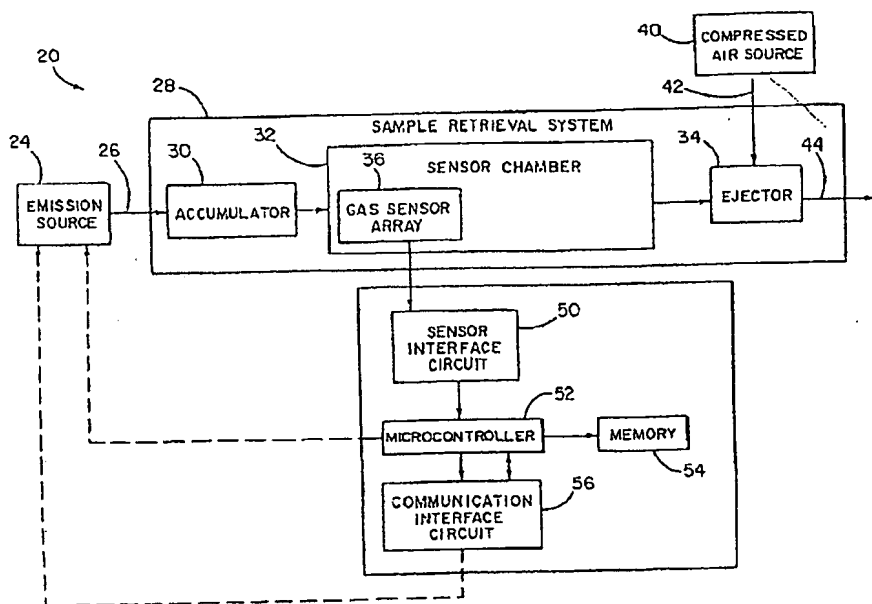 40
COMPRESSED
AIR SOURCE
20
42
28
SAMPLE RETRIEVAL SYSTEM
32
SENSOR CHAMBER
34
44
24
26
30
36
EMISSION
SOURCE
ACCUMULATOR
GAS SENSOR
ARRAY
EJECTOR
50
SENSOR
INTERFACE
CIRCUIT
52
MICROCONTROLLER
MEMORY
54
56
COMMUNICATION
INTERFACE
CIRCUIT